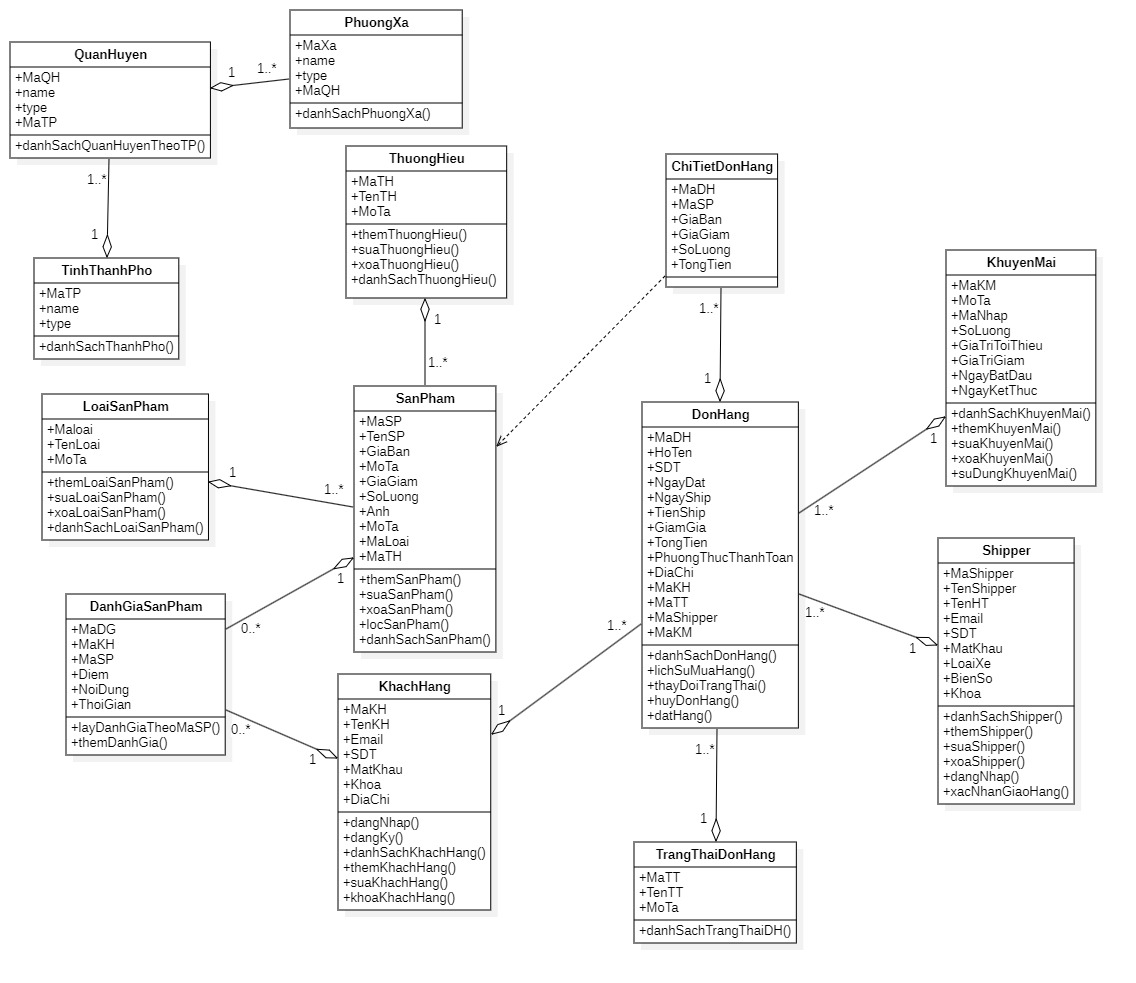 PhuongXa
+MaXa
+name
+type
+MaQH
+danhSachPhuongXa()
QuanHuyen
+MaQH
+name
+type
+MaTP
+danhSachQuanHuyenTheoTP()
1
1..*
1..*
1
TinhThanhPho
+MaTP
+name
+type
+danhSachThanhPho()
ThuongHieu
+MaTH
+TenTH
+MoTa
+themThuongHieu()
+suaThuongHieu()
+xoaThuongHieu()
+danhSachThuongHieu()
1
1..*
ChiTietDonHang
+MaDH
+MaSP
+GiaBan
+GiaGiam
+SoLuong
+TongTien
1..*
1
KhuyenMai
+MaKM
+MoTa
+MaNhap
+SoLuong
+GiaTriToiThieu
+GiaTriGiam
+NgayBatDau
+NgayKetThuc
+danhSachKhuyenMai()
+themKhuyenMai()
+suaKhuyenMai()
+xoaKhuyenMai()
+suDungKhuyenMai()
1
1..*
LoaiSanPham
+Maloai
+TenLoai
+MoTa
+themLoaiSanPham()
+suaLoaiSanPham()
+xoaLoaiSanPham()
+danhSachLoaiSanPham()
1
1..*
SanPham
+MaSP
+TenSP
+GiaBan
+MoTa
+GiaGiam
+SoLuong
+Anh
+MoTa
+MaLoai
+MaTH
+themSanPham()
+suaSanPham()
+xoaSanPham()
+locSanPham()
+danhSachSanPham()
1
0..*
DonHang
+MaDH
+HoTen
+SDT
+NgayDat
+NgayShip
+TienShip
+GiamGia
+TongTien
+PhuongThucThanhToan
+DiaChi
+MaKH
+MaTT
+MaShipper
+MaKM
+danhSachDonHang()
+lichSuMuaHang()
+thayDoiTrangThai()
+huyDonHang()
+datHang()
1..*
1
1..*
1
Shipper
+MaShipper
+TenShipper
+TenHT
+Email
+SDT
+MatKhau
+LoaiXe
+BienSo
+Khoa
+danhSachShipper()
+themShipper()
+suaShipper()
+xoaShipper()
+dangNhap()
+xacNhanGiaoHang()
DanhGiaSanPham
+MaDG
+MaKH
+MaSP
+Diem
+NoiDung
+ThoiGian
+layDanhGiaTheoMaSP()
+themDanhGia()
0..*
1
KhachHang
+MaKH
+TenKH
+Email
+SDT
+MatKhau
+Khoa
+DiaChi
+dangNhap()
+dangKy()
+danhSachKhachHang()
+themKhachHang()
+suaKhachHang()
+khoaKhachHang()
1..*
1
TrangThaiDonHang
+MaTT
+TenTT
+MoTa
+danhSachTrangThaiDH()